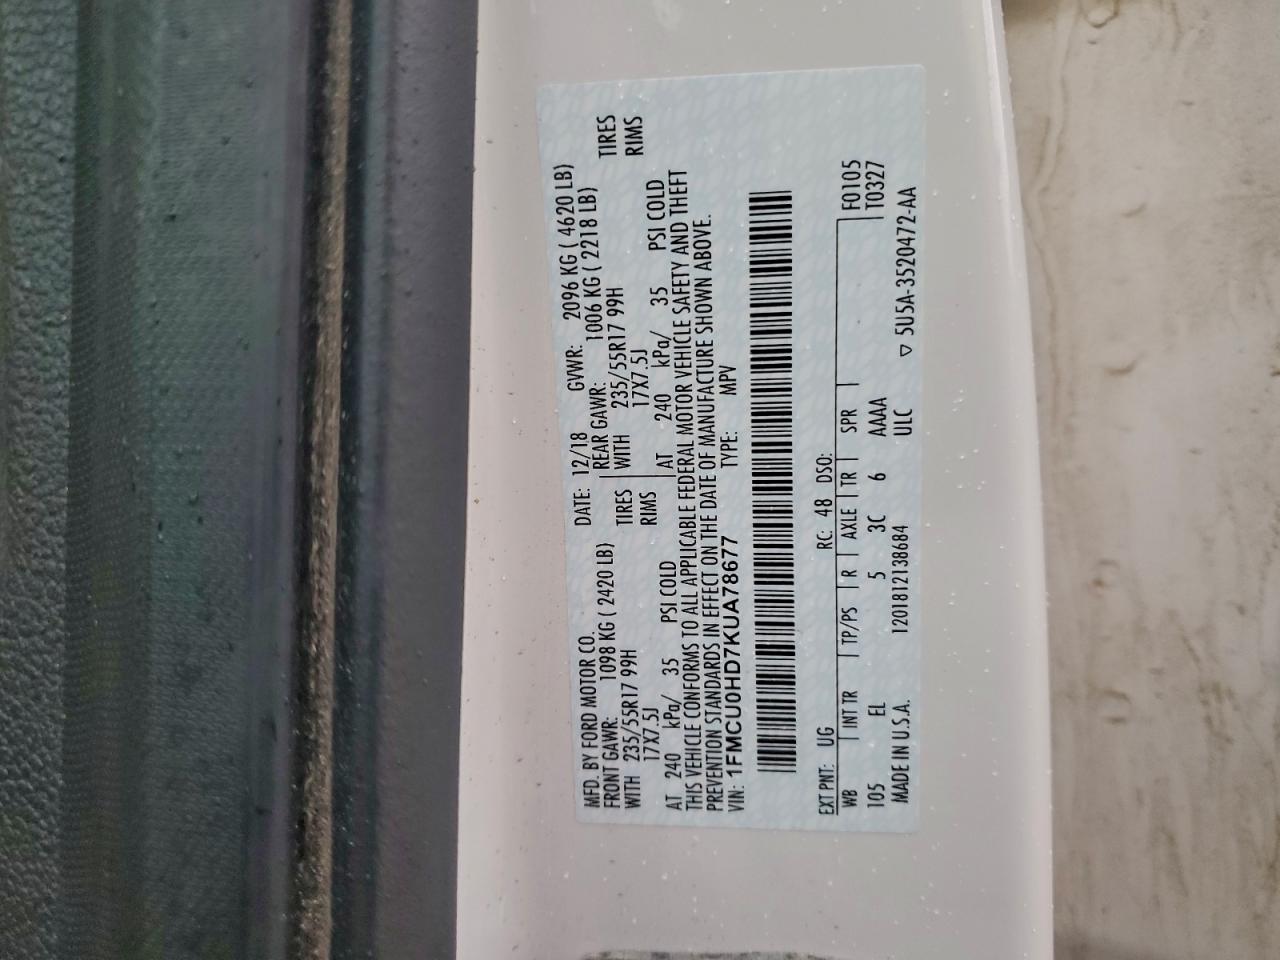 MFD. BY FORD MOTOR CO.
DATE: 12/18 GVWR: 2096 KG ( 4620 LB)
FRONT GAWR: 1098 KG ( 2420 LB)
REAR GAWR: 1006 KG ( 2218 LB)
WITH 235/55R17 99H TIRES
WITH 235/55R17 99H TIRES
17X7.5J RIMS
17X7.5J RIMS
AT 240 kPa/ 35 PSI COLD
AT 240 kPa/ 35 PSI COLD
THIS VEHICLE CONFORMS TO ALL APPLICABLE FEDERAL MOTOR VEHICLE SAFETY AND THEFT
PREVENTION STANDARDS IN EFFECT ON THE DATE OF MANUFACTURE SHOWN ABOVE.
VIN: 1FMCU0HD7KUA78677 TYPE: MPV
EXT PNT: UG RC: 48 DSO:
WB INT TR TP/PS R AXLE TR SPR F0105
105 EL 5 3C 6 AAAA T0327
MADE IN U.S.A. 1201812138684 ULC ▽ 5U5A-3520472-AA